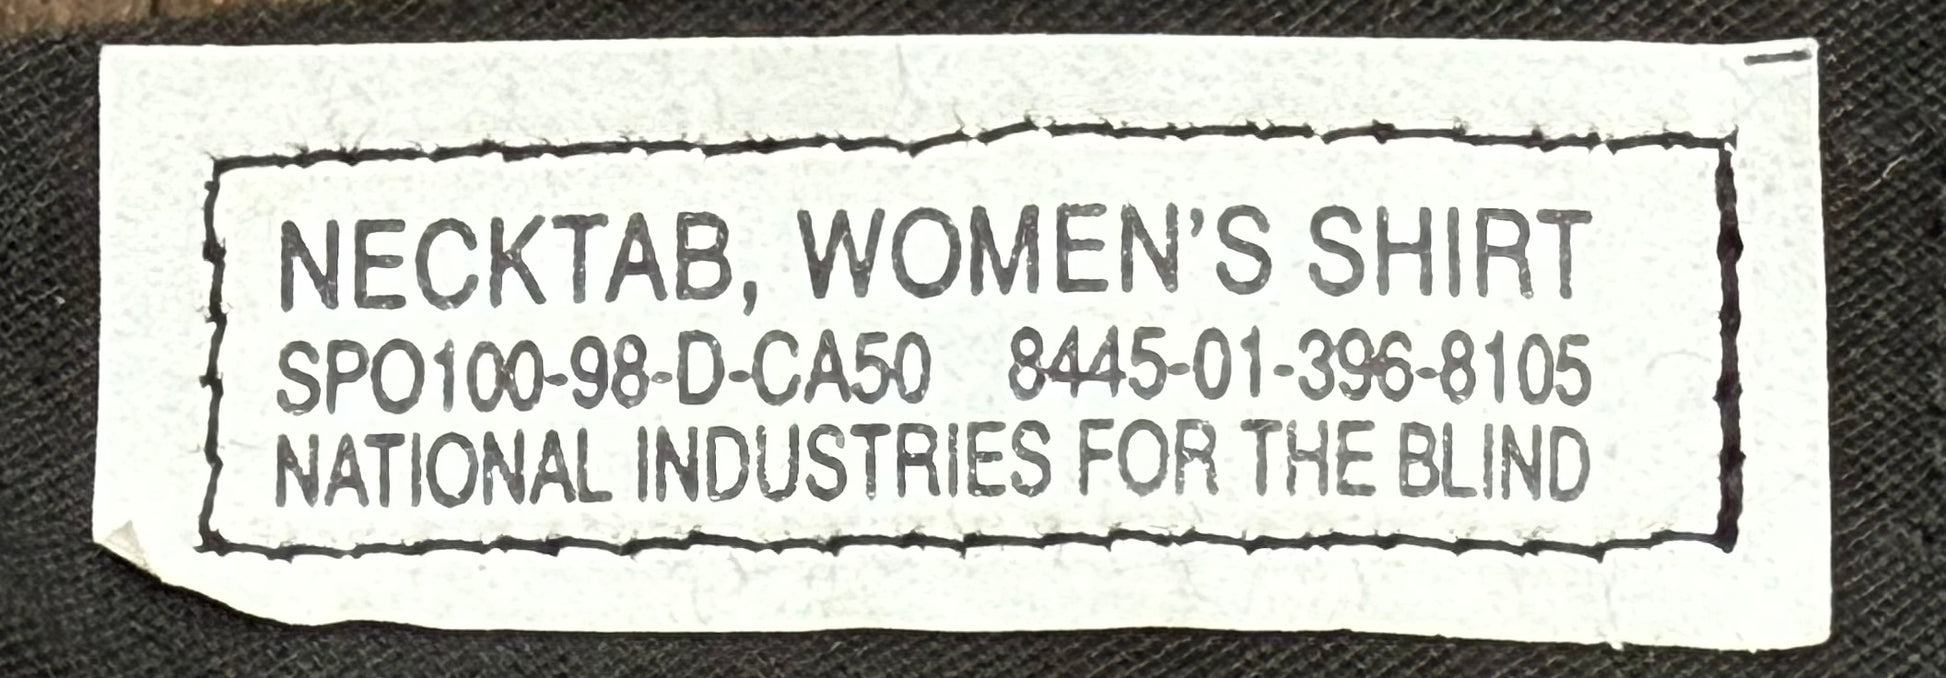 NECKTAB, WOMEN'S SHIRT
SPO100-98-D-CA50 8445-01-396-8105
NATIONAL INDUSTRIES FOR THE BLIND